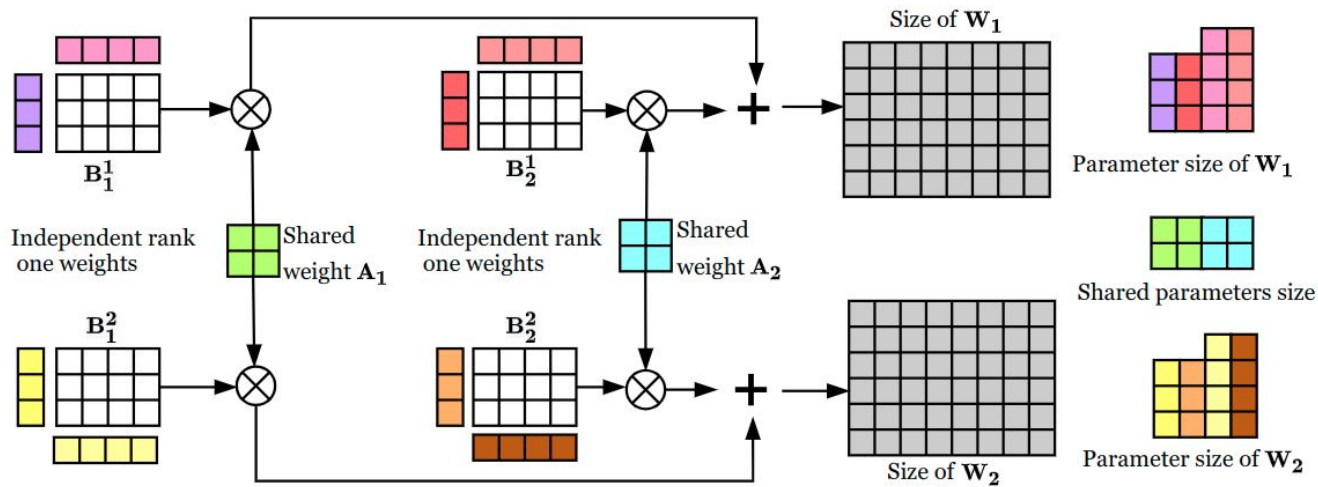 Size of W₁
B₁¹
B₂¹
Parameter size of W₁
Independent rank
one weights
Shared
weight A₁
Independent rank
one weights
Shared
weight A₂
Shared parameters size
B₁²
B₂²
Size of W₂
Parameter size of W₂